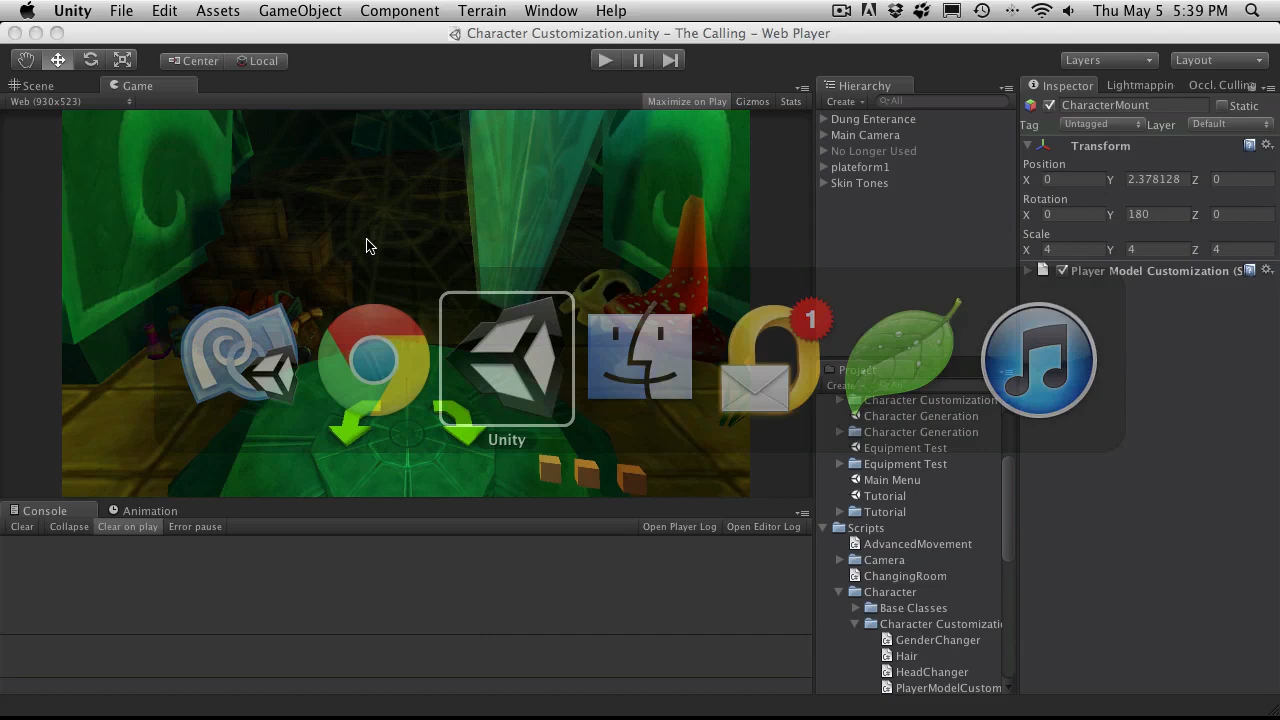 Unity File Edit Assets GameObject Component Terrain Window Help Thu May 5 5:39 PM
Character Customization.unity – The Calling – Web Player
Center Local Layers Layout
Scene Game Hierarchy Inspector Lightmappin Occl. Culling
Web (930x523) Maximize on Play Gizmos Stats Create All CharacterMount Static
Tag Untagged Layer Default
Dung Enterance
Main Camera
No Longer Used
plateform1
Skin Tones
Transform
Position
X 0 Y 2.378128 Z 0
Rotation
X 0 Y 180 Z 0
Scale
X 4 Y 4 Z 4
Player Model Customization (S
1
Unity
Project
Create All
Character Customization
Character Generation
Character Generation
Equipment Test
Equipment Test
Main Menu
Tutorial
Tutorial
Scripts
AdvancedMovement
Camera
ChangingRoom
Character
Base Classes
Character Customizati
GenderChanger
Hair
HeadChanger
PlayerModelCustom
Console Animation
Clear Collapse Clear on play Error pause Open Player Log Open Editor Log